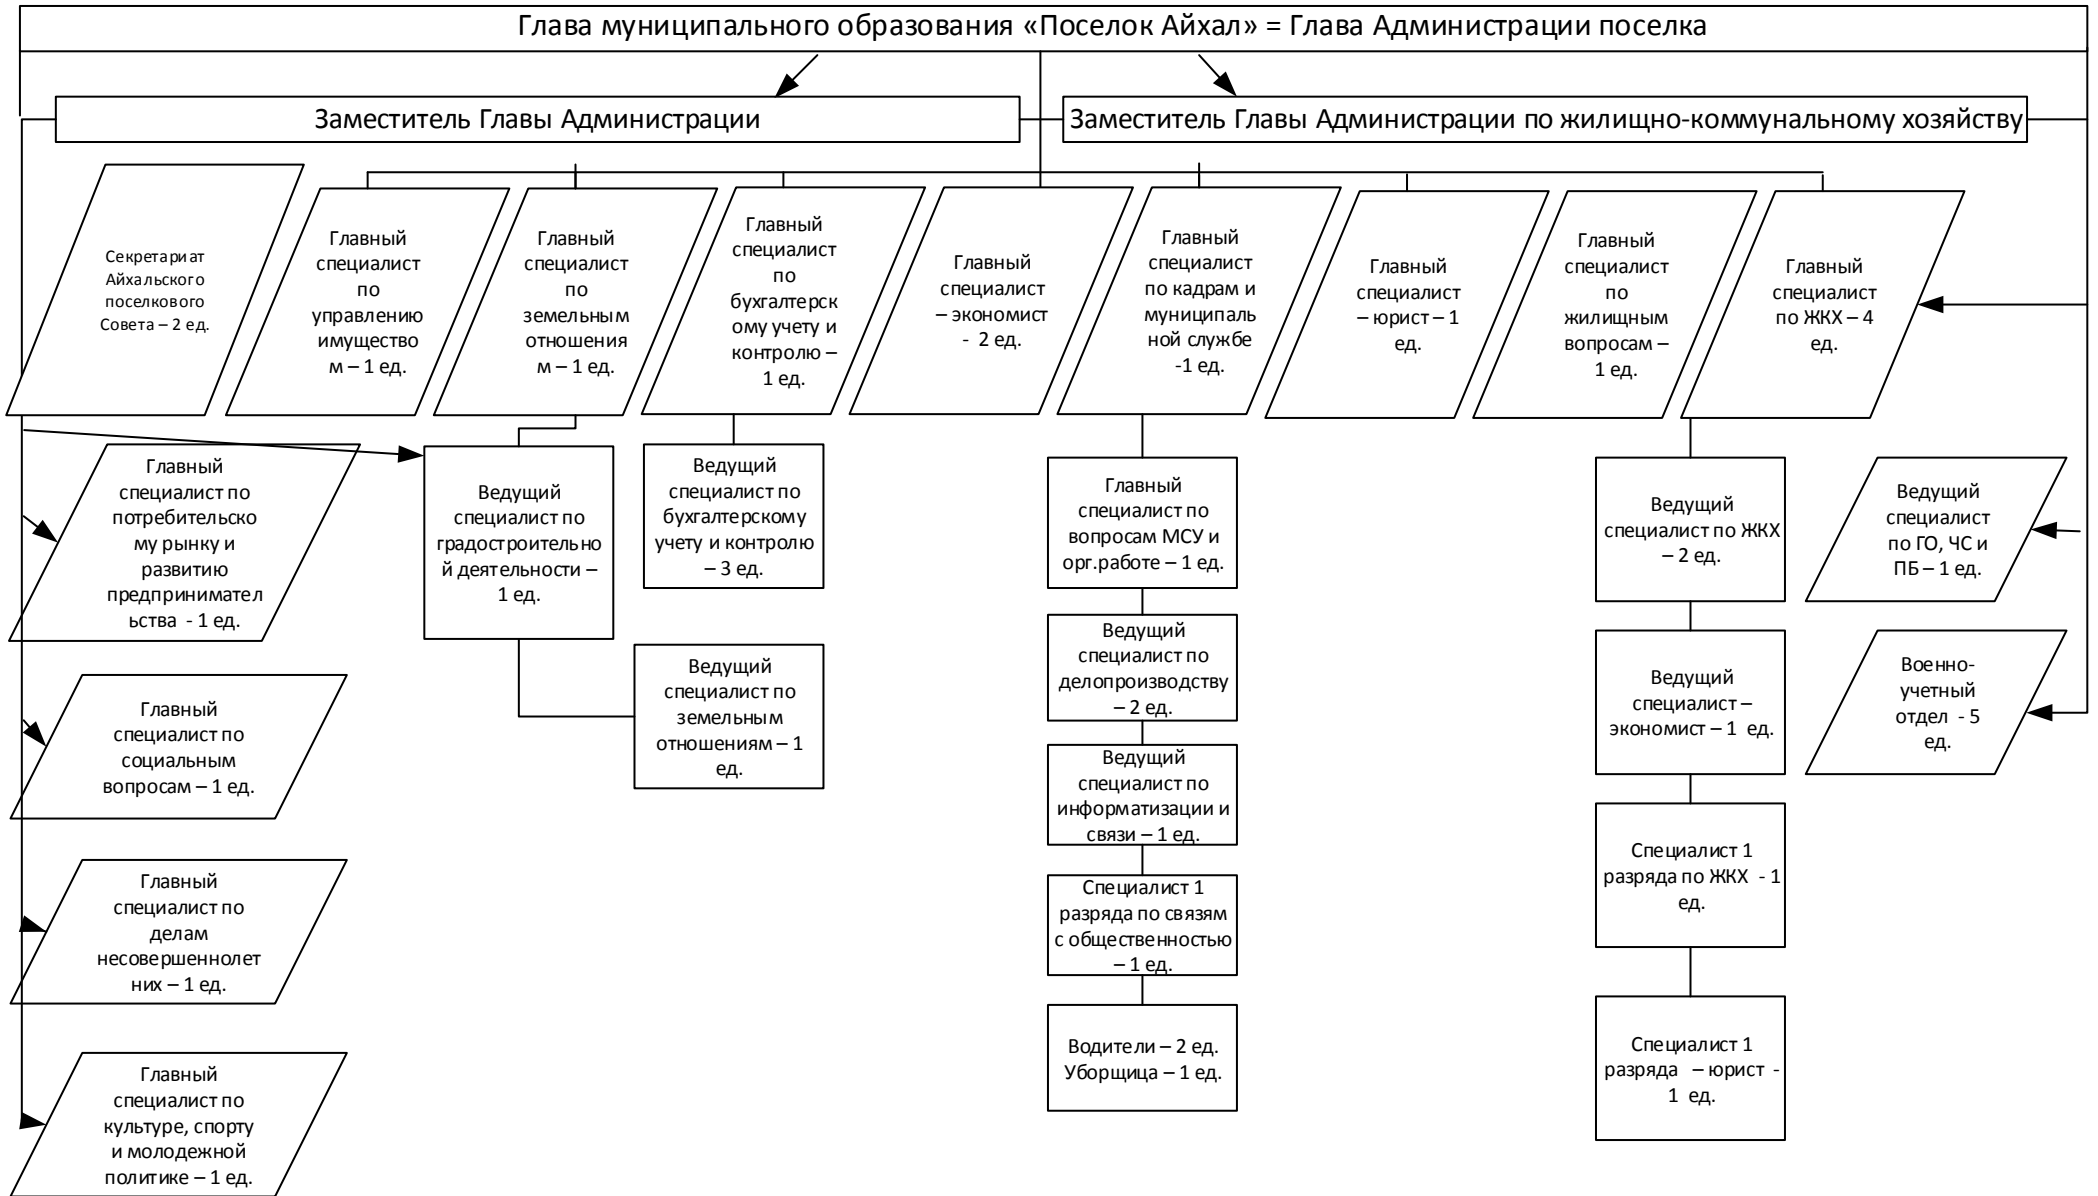 Глава муниципального образования «Поселок Айхал» = Глава Администрации поселка
Заместитель Главы Администрации
Заместитель Главы Администрации по жилищно-коммунальному хозяйству
Секретариат
Айхальского
поселкового
Совета – 2 ед.
Главный
специалист
по
управлению
имущество
м – 1 ед.
Главный
специалист
по
земельным
отношения
м – 1 ед.
Главный
специалист
по
бухгалтерск
ому учету и
контролю –
1 ед.
Главный
специалист
– экономист
- 2 ед.
Главный
специалист
по кадрам и
муниципаль
ной службе
-1 ед.
Главный
специалист
– юрист – 1
ед.
Главный
специалист
по
жилищным
вопросам –
1 ед.
Главный
специалист
по ЖКХ – 4
ед.
Главный
специалист по
потребительско
му рынку и
развитию
предпринимател
ьства - 1 ед.
Ведущий
специалист по
градостроительно
й деятельности –
1 ед.
Ведущий
специалист по
бухгалтерскому
учету и контролю
– 3 ед.
Главный
специалист по
вопросам МСУ и
орг.работе – 1 ед.
Ведущий
специалист по ЖКХ
– 2 ед.
Ведущий
специалист
по ГО, ЧС и
ПБ – 1 ед.
Главный
специалист по
социальным
вопросам – 1 ед.
Ведущий
специалист по
земельным
отношениям – 1
ед.
Ведущий
специалист по
делопроизводству
– 2 ед.
Ведущий
специалист –
экономист – 1 ед.
Военно-
учетный
отдел - 5
ед.
Ведущий
специалист по
информатизации и
связи – 1 ед.
Главный
специалист по
делам
несовершеннолет
них – 1 ед.
Специалист 1
разряда по связям
с общественностью
– 1 ед.
Специалист 1
разряда по ЖКХ - 1
ед.
Главный
специалист по
культуре, спорту
и молодежной
политике – 1 ед.
Водители – 2 ед.
Уборщица – 1 ед.
Специалист 1
разряда – юрист -
1 ед.